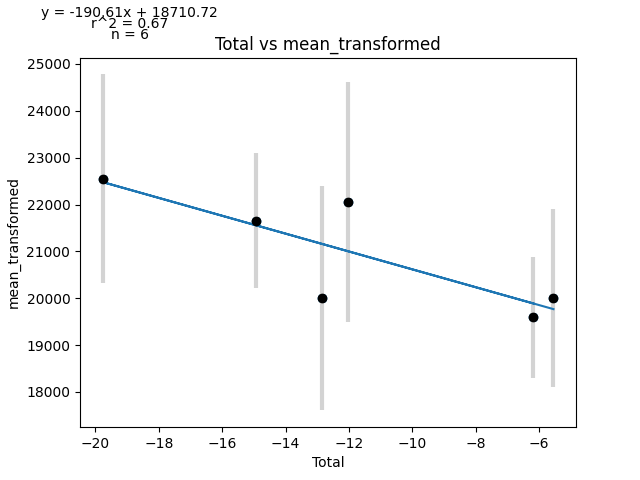 y = -190.61x + 18710.72
r^2 = 0.67
n = 6
Total vs mean_transformed
25000
24000
23000
22000
21000
20000
19000
18000
mean_transformed
−20
−18
−16
−14
−12
−10
−8
−6
Total